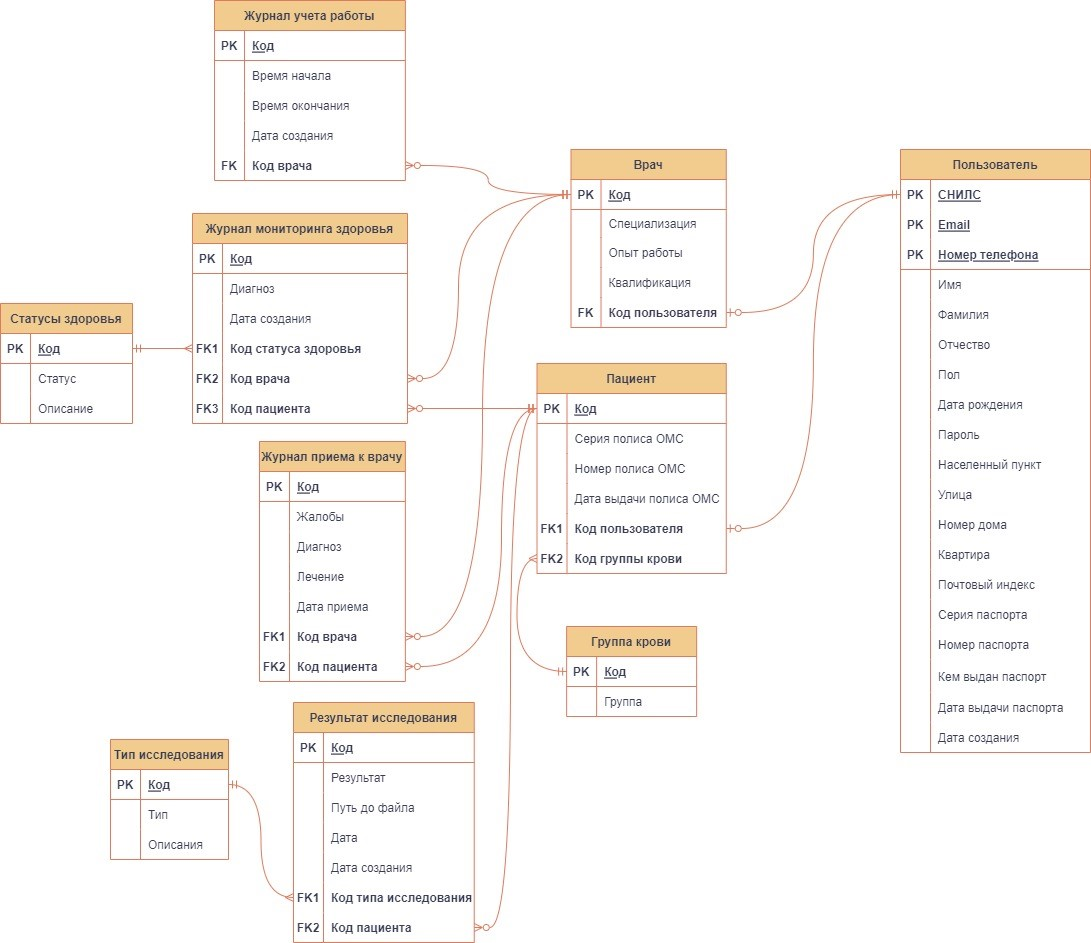 Журнал учета работы
PK Код
Время начала
Время окончания
Дата создания
FK Код врача
Журнал мониторинга здоровья
PK Код
Диагноз
Дата создания
FK1 Код статуса здоровья
FK2 Код врача
FK3 Код пациента
Статусы здоровья
PK Код
Статус
Описание
Журнал приема к врачу
PK Код
Жалобы
Диагноз
Лечение
Дата приема
FK1 Код врача
FK2 Код пациента
Результат исследования
PK Код
Результат
Путь до файла
Дата
Дата создания
FK1 Код типа исследования
FK2 Код пациента
Тип исследования
PK Код
Тип
Описания
Врач
PK Код
Специализация
Опыт работы
Квалификация
FK Код пользователя
Пациент
PK Код
Серия полиса ОМС
Номер полиса ОМС
Дата выдачи полиса ОМС
FK1 Код пользователя
FK2 Код группы крови
Группа крови
PK Код
Группа
Пользователь
PK СНИЛС
PK Email
PK Номер телефона
Имя
Фамилия
Отчество
Пол
Дата рождения
Пароль
Населенный пункт
Улица
Номер дома
Квартира
Почтовый индекс
Серия паспорта
Номер паспорта
Кем выдан паспорт
Дата выдачи паспорта
Дата создания